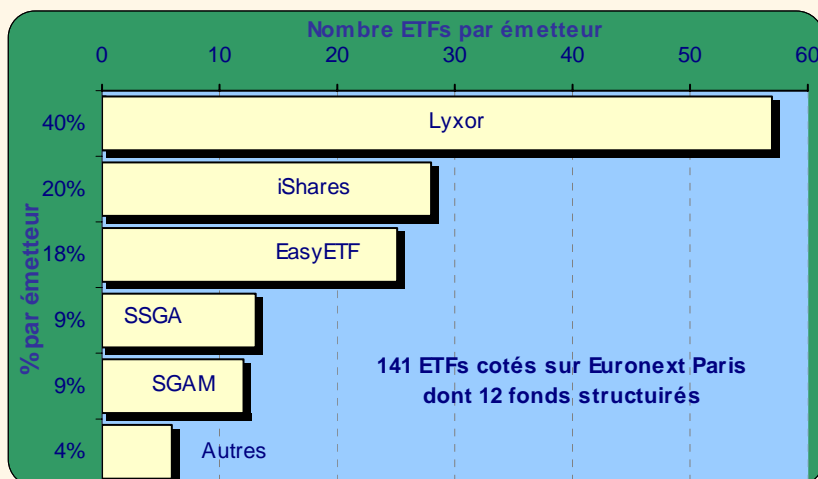 Nombre ETFs par émetteur
0 10 20 30 40 50 60
% par émetteur
40% Lyxor
20% iShares
18% EasyETF
9% SSGA
9% SGAM
4% Autres
141 ETFs cotés sur Euronext Paris
dont 12 fonds structuirés